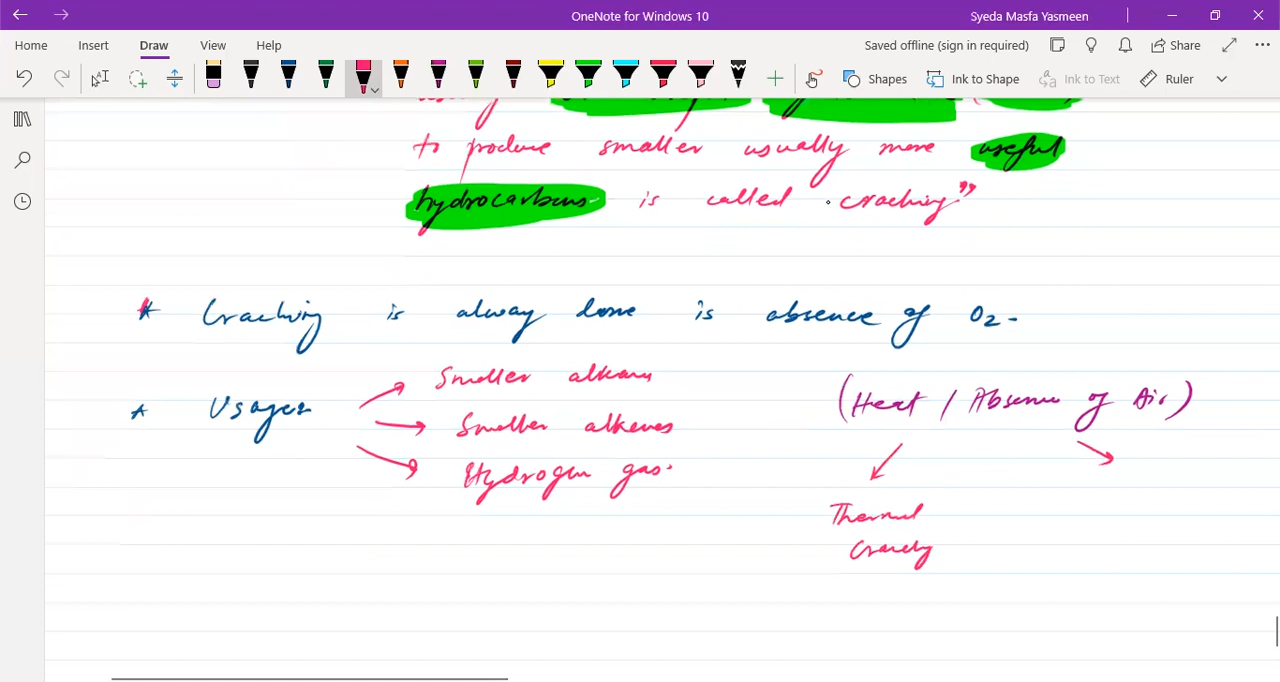 OneNote for Windows 10
Syeda Masfa Yasmeen
Home Insert Draw View Help
Saved offline (sign in required) Share
Shapes Ink to Shape Ink to Text Ruler
to produce smaller usually more useful
hydrocarbons is called cracking"
* Cracking is alway done is absence of O2-
* Usages
Smaller alkans
Smaller alkenes
Hydrogen gas.
(Heat / Absence of Air)
Thermal
Cracking